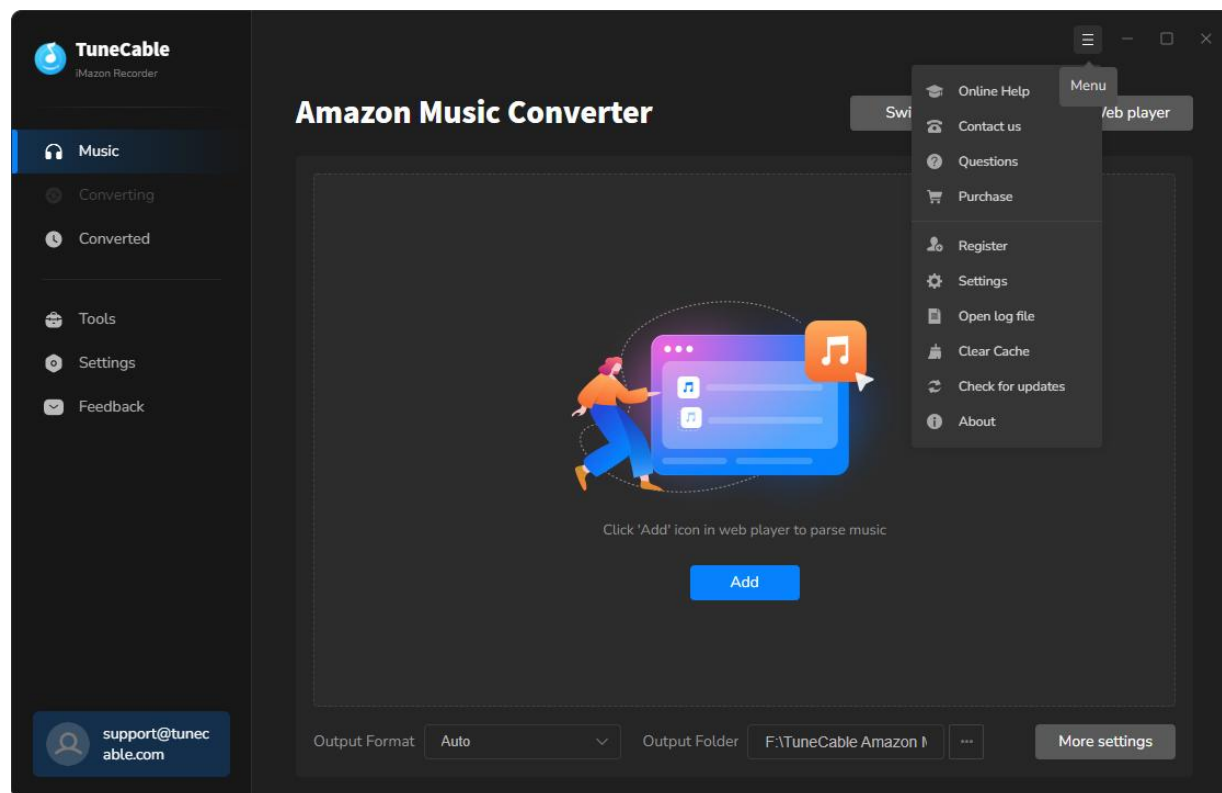 TuneCable
iMazon Recorder
Music
Converting
Converted
Tools
Settings
Feedback
support@tunec
able.com
Amazon Music Converter
Menu
Online Help
Contact us
Questions
Purchase
Register
Settings
Open log file
Clear Cache
Check for updates
About
player
Click 'Add' icon in web player to parse music
Add
Output Format
Auto
Output Folder
F:\TuneCable Amazon
More settings